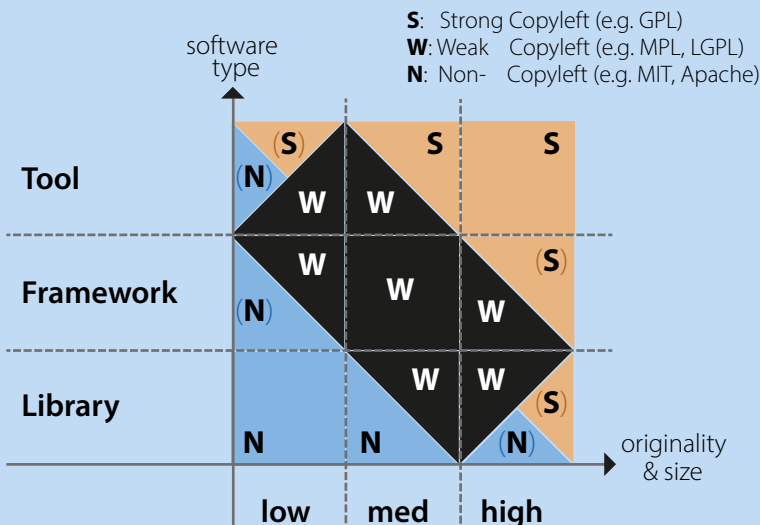 S: Strong Copyleft (e.g. GPL)
W: Weak Copyleft (e.g. MPL, LGPL)
N: Non- Copyleft (e.g. MIT, Apache)
software
type
(S) S S
Tool (N)
W W
W (S)
Framework W
(N) W
W W
Library (S)
N N (N)
originality
& size
low med high